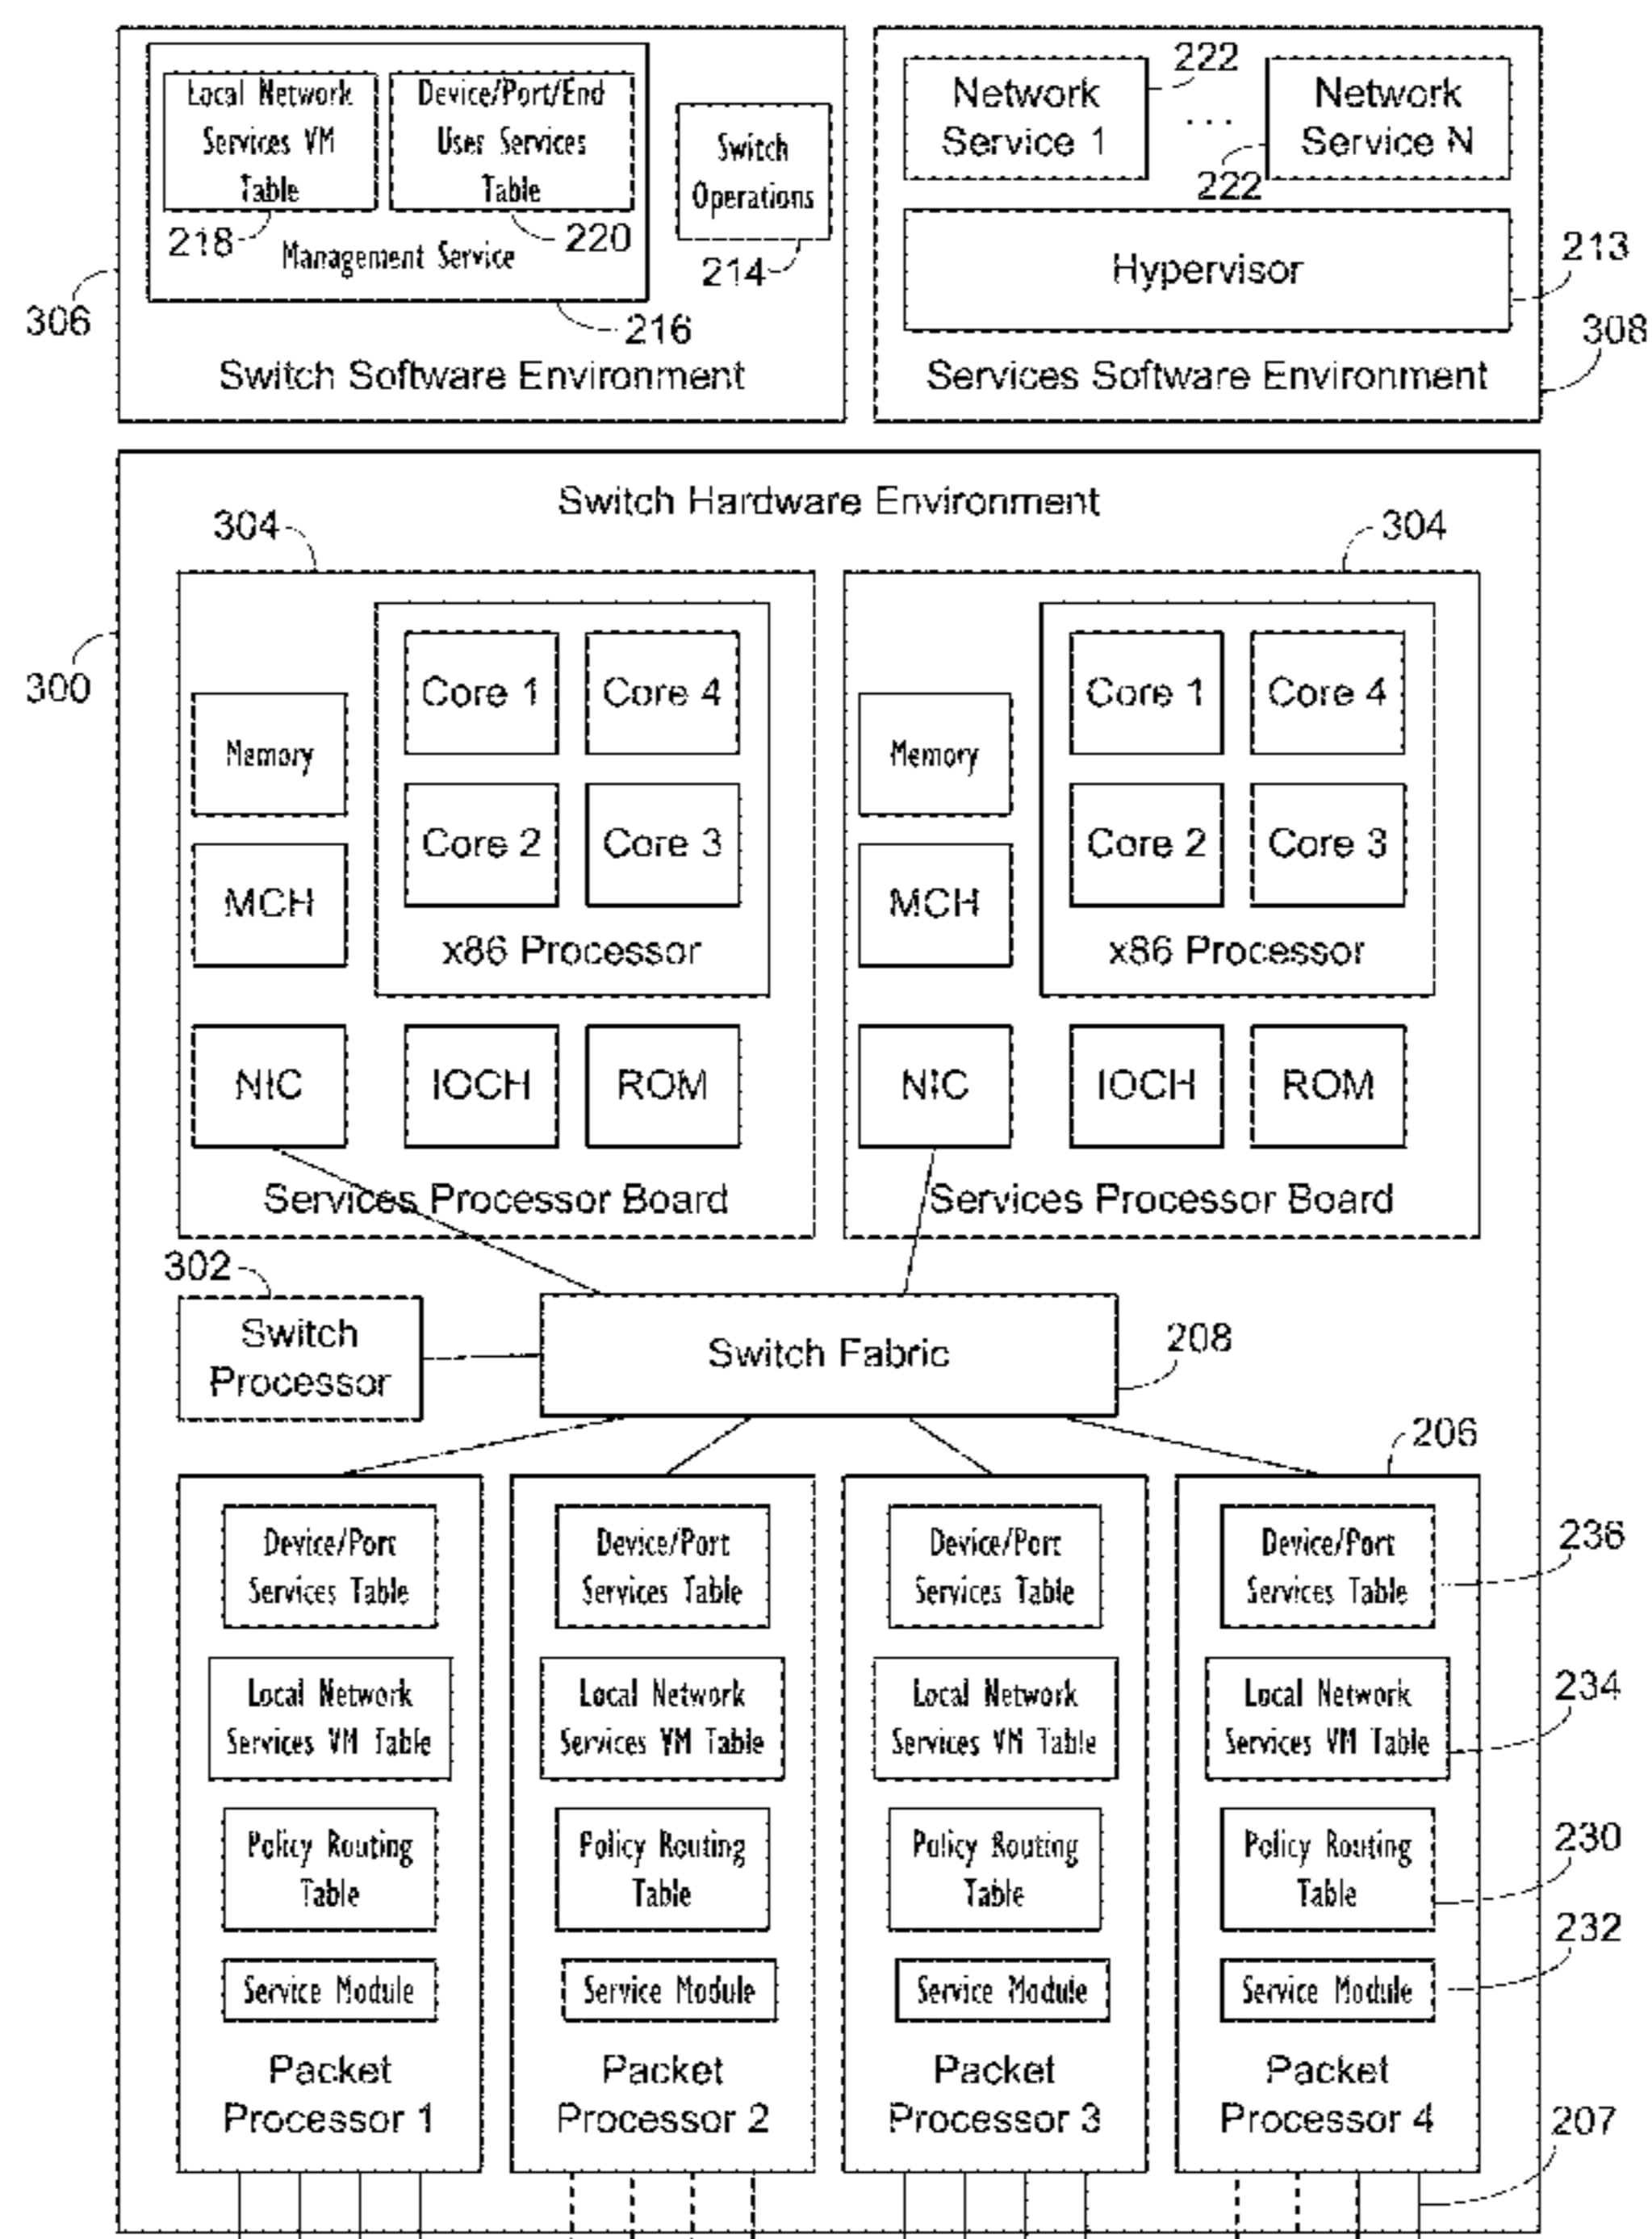 Local Network
Services VM
Table
218
Device/Port/End
User Services
Table
220
Management Service
216
Switch
Operations
214
Switch Software Environment
306
Network
Service 1
222
...
222
Network
Service N
Hypervisor
213
Services Software Environment
308
Switch Hardware Environment
300
304
Core 1
Core 4
Memory
Core 2
Core 3
MCH
x86 Processor
NIC
IOCH
ROM
Services Processor Board
304
Core 1
Core 4
Memory
Core 2
Core 3
MCH
x86 Processor
NIC
IOCH
ROM
Services Processor Board
302
Switch
Processor
Switch Fabric
208
206
Device/Port
Services Table
Local Network
Services VM Table
Policy Routing
Table
Service Module
Packet
Processor 1
Device/Port
Services Table
Local Network
Services VM Table
Policy Routing
Table
Service Module
Packet
Processor 2
Device/Port
Services Table
Local Network
Services VM Table
Policy Routing
Table
Service Module
Packet
Processor 3
Device/Port
Services Table
236
Local Network
Services VM Table
234
Policy Routing
Table
230
Service Module
232
Packet
Processor 4
207